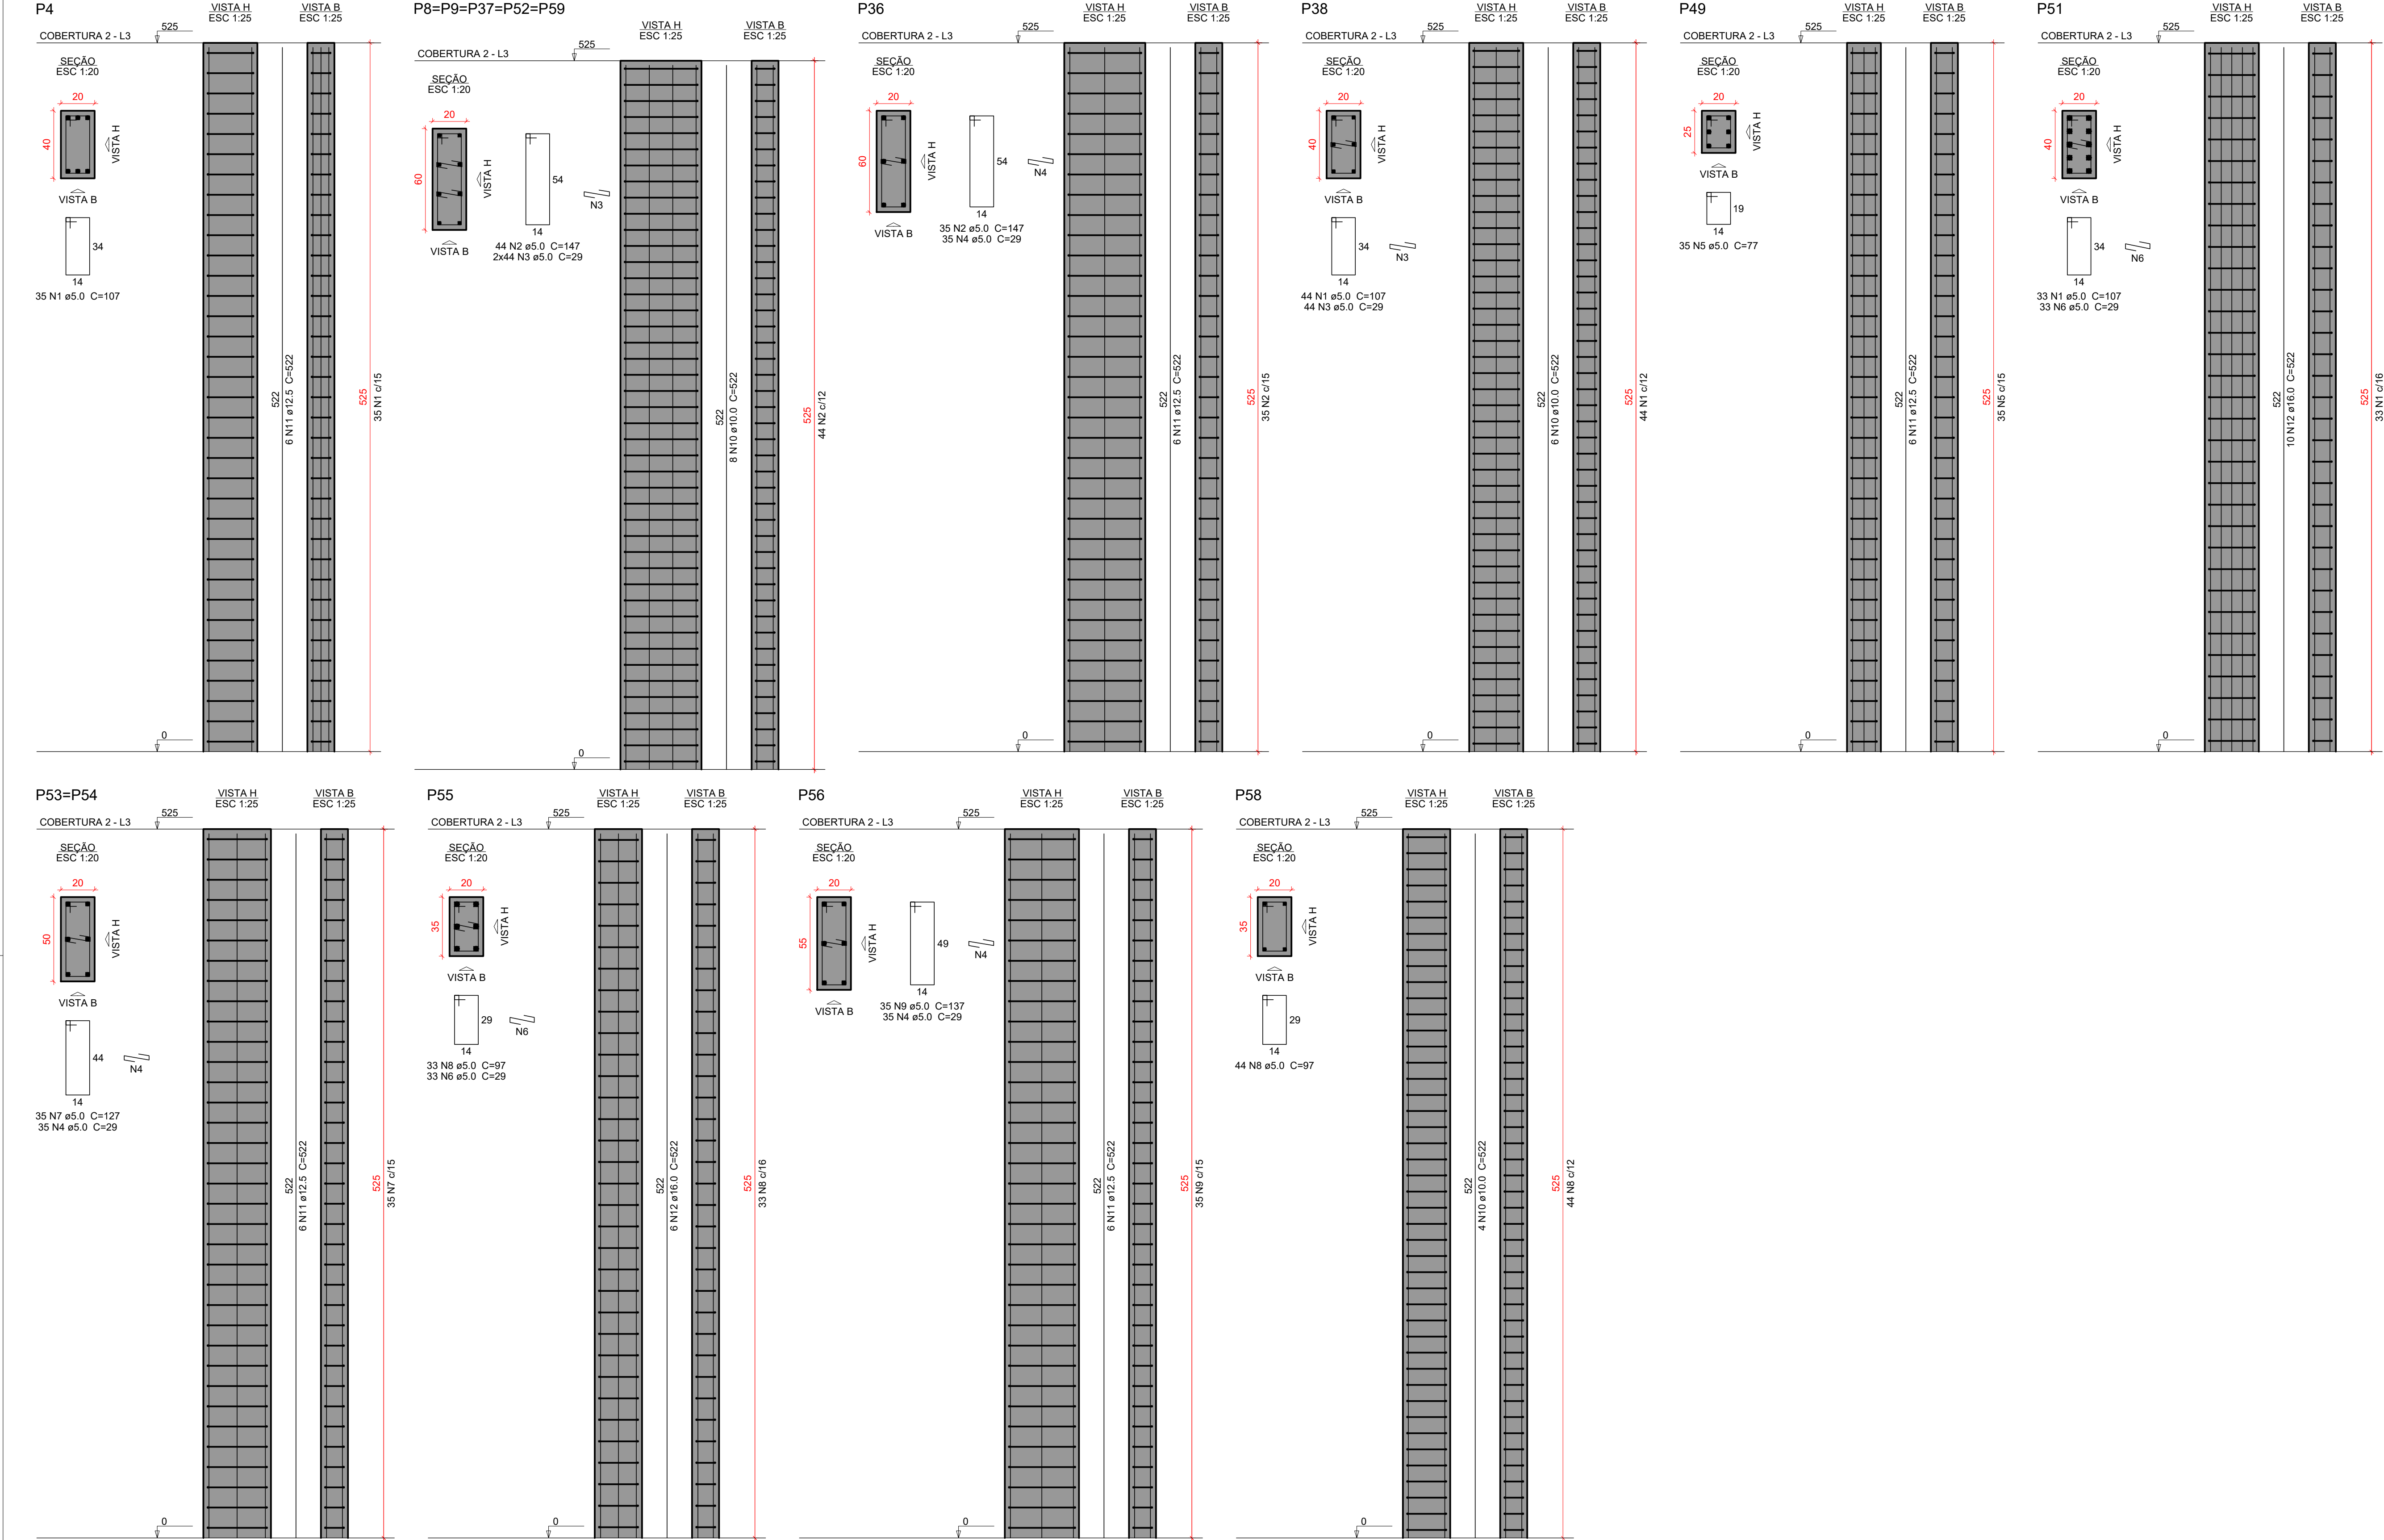 P4
VISTA H
ESC 1:25
VISTA B
ESC 1:25
COBERTURA 2 - L3
525
SEÇÃO
ESC 1:20
20
40
VISTA H
VISTA B
34
14
35 N1 ø5.0 C=107
522
6 N11 ø12.5 C=522
525
35 N1 c/15
0
P8=P9=P37=P52=P59
VISTA H
ESC 1:25
VISTA B
ESC 1:25
COBERTURA 2 - L3
525
SEÇÃO
ESC 1:20
20
60
VISTA H
VISTA B
54
14
N3
44 N2 ø5.0 C=147
2x44 N3 ø5.0 C=29
522
8 N10 ø10.0 C=522
525
44 N2 c/12
0
P36
VISTA H
ESC 1:25
VISTA B
ESC 1:25
COBERTURA 2 - L3
525
SEÇÃO
ESC 1:20
20
60
VISTA H
VISTA B
54
14
N4
35 N2 ø5.0 C=147
35 N4 ø5.0 C=29
522
6 N11 ø12.5 C=522
525
35 N2 c/15
0
P38
VISTA H
ESC 1:25
VISTA B
ESC 1:25
COBERTURA 2 - L3
525
SEÇÃO
ESC 1:20
20
40
VISTA H
VISTA B
34
14
N3
44 N1 ø5.0 C=107
44 N3 ø5.0 C=29
522
6 N10 ø10.0 C=522
525
44 N1 c/12
0
P49
VISTA H
ESC 1:25
VISTA B
ESC 1:25
COBERTURA 2 - L3
525
SEÇÃO
ESC 1:20
20
25
VISTA H
VISTA B
19
14
35 N5 ø5.0 C=77
522
6 N11 ø12.5 C=522
525
35 N5 c/15
0
P51
VISTA H
ESC 1:25
VISTA B
ESC 1:25
COBERTURA 2 - L3
525
SEÇÃO
ESC 1:20
20
40
VISTA H
VISTA B
34
14
N6
33 N1 ø5.0 C=107
33 N6 ø5.0 C=29
522
10 N12 ø16.0 C=522
525
33 N1 c/16
0
P53=P54
VISTA H
ESC 1:25
VISTA B
ESC 1:25
COBERTURA 2 - L3
525
SEÇÃO
ESC 1:20
20
50
VISTA H
VISTA B
44
14
N4
35 N7 ø5.0 C=127
35 N4 ø5.0 C=29
522
6 N11 ø12.5 C=522
525
35 N7 c/15
0
P55
VISTA H
ESC 1:25
VISTA B
ESC 1:25
COBERTURA 2 - L3
525
SEÇÃO
ESC 1:20
20
35
VISTA H
VISTA B
29
14
N6
33 N8 ø5.0 C=97
33 N6 ø5.0 C=29
522
6 N12 ø16.0 C=522
525
33 N8 c/16
0
P56
VISTA H
ESC 1:25
VISTA B
ESC 1:25
COBERTURA 2 - L3
525
SEÇÃO
ESC 1:20
20
55
VISTA H
VISTA B
49
14
N4
35 N9 ø5.0 C=137
35 N4 ø5.0 C=29
522
6 N11 ø12.5 C=522
525
35 N9 c/15
0
P58
VISTA H
ESC 1:25
VISTA B
ESC 1:25
COBERTURA 2 - L3
525
SEÇÃO
ESC 1:20
20
35
VISTA H
VISTA B
29
14
44 N8 ø5.0 C=97
522
4 N10 ø10.0 C=522
525
44 N8 c/12
0